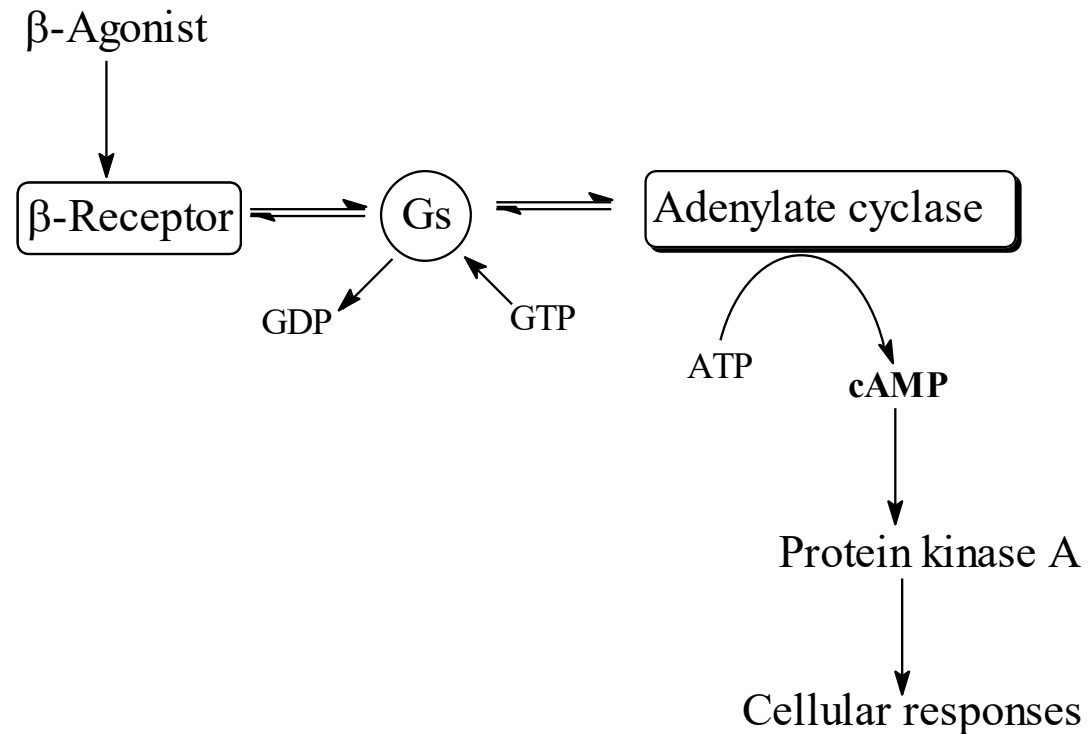 β-Agonist
β-Receptor
Gs
Adenylate cyclase
GDP
GTP
ATP
cAMP
Protein kinase A
Cellular responses